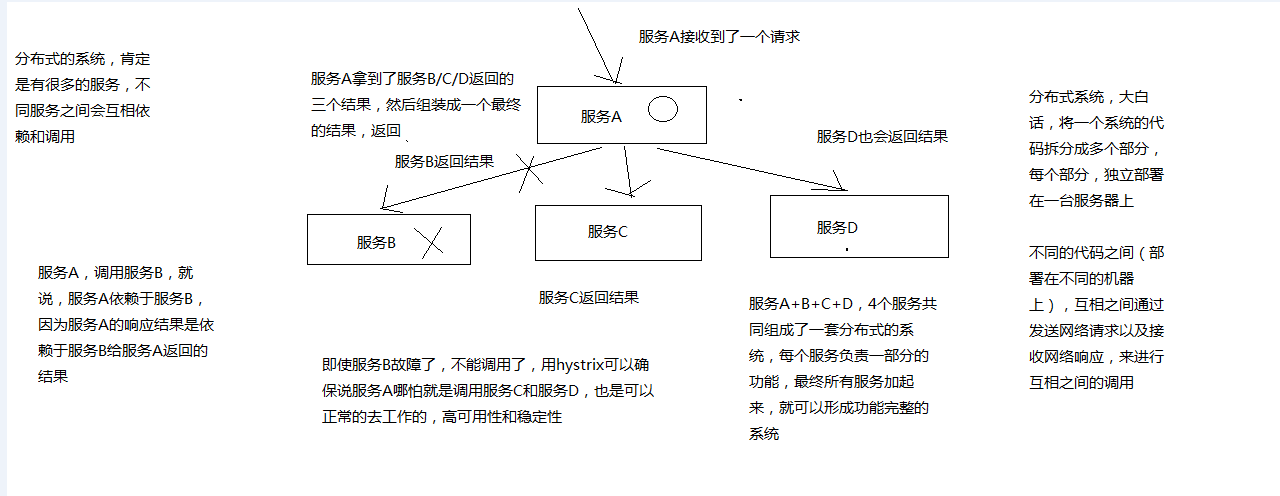 服务A接收到了一个请求
分布式的系统，肯定
是有很多的服务，不
同服务之间会互相依
赖和调用
服务A拿到了服务B/C/D返回的
三个结果，然后组装成一个最终
的结果，返回
服务A
服务D也会返回结果
分布式系统，大白
话，将一个系统的代
码拆分成多个部分，
每个部分，独立部署
在一台服务器上
服务B返回结果
服务B
服务C
服务D
服务A，调用服务B，就
说，服务A依赖于服务B，
因为服务A的响应结果是依
赖于服务B给服务A返回的
结果
服务C返回结果
服务A+B+C+D，4个服务共
同组成了一套分布式的系
统，每个服务负责一部分的
功能，最终所有服务加起
来，就可以形成功能完整的
系统
不同的代码之间（部
署在不同的机器
上），互相之间通过
发送网络请求以及接
收网络响应，来进行
互相之间的调用
即使服务B故障了，不能调用了，用hystrix可以确
保说服务A哪怕就是调用服务C和服务D，也是可以
正常的去工作的，高可用性和稳定性